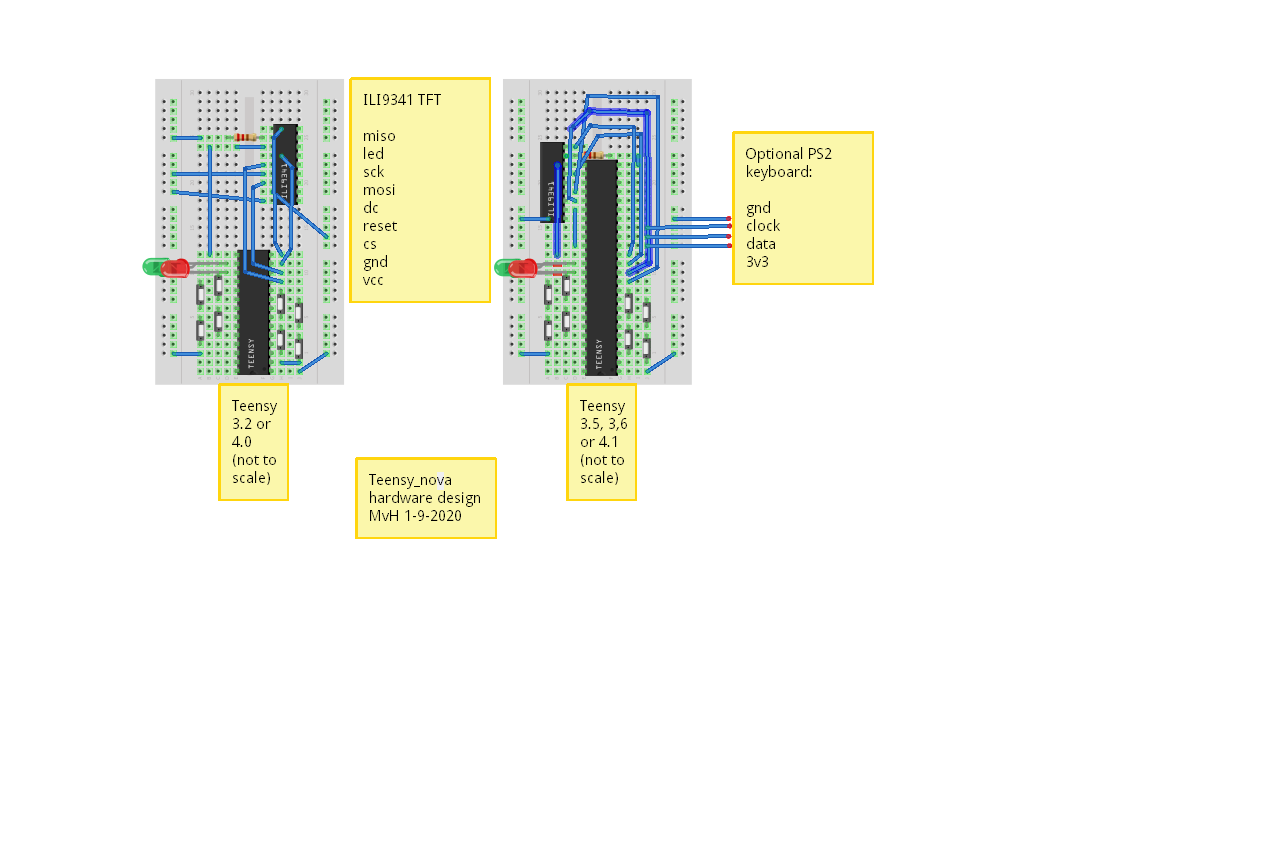 ILI9341 TFT
miso
led
sck
mosi
dc
reset
cs
gnd
vcc
ILI9341
TEENSY
ILI9341
TEENSY
Optional PS2
keyboard:
gnd
clock
data
3v3
Teensy
3.2 or
4.0
(not to
scale)
Teensy
3.5, 3,6
or 4.1
(not to
scale)
Teensy_nova
hardware design
MvH 1-9-2020